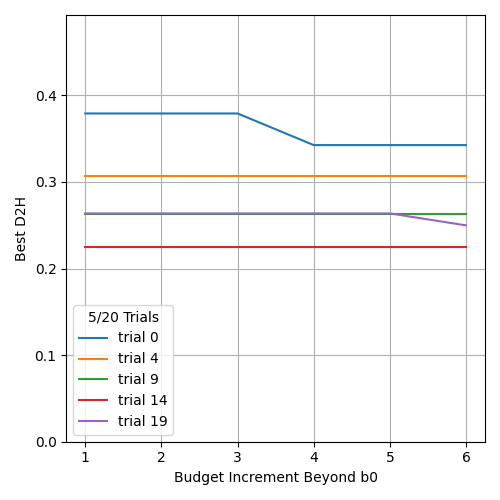 0.4
0.3
0.2
0.1
0.0
Best D2H
5/20 Trials
trial 0
trial 4
trial 9
trial 14
trial 19
1 2 3 4 5 6
Budget Increment Beyond b0